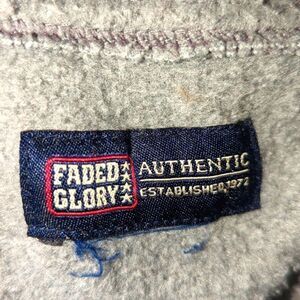 FADED
GLORY
AUTHENTIC
ESTABLISHED 1972